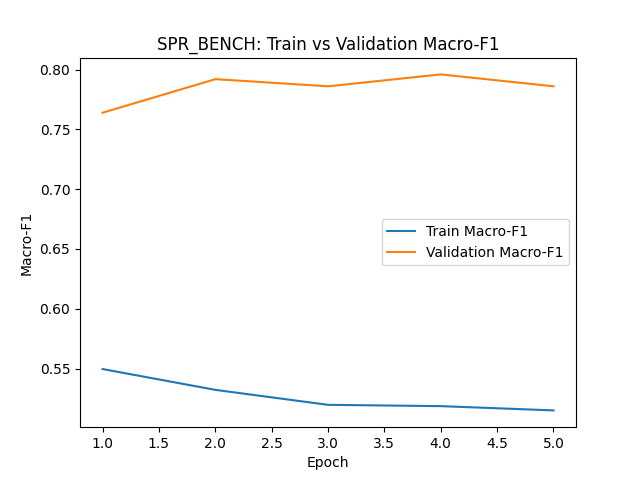 SPR_BENCH: Train vs Validation Macro-F1
Macro-F1
0.80
0.75
0.70
0.65
0.60
0.55
Train Macro-F1
Validation Macro-F1
1.0 1.5 2.0 2.5 3.0 3.5 4.0 4.5 5.0
Epoch